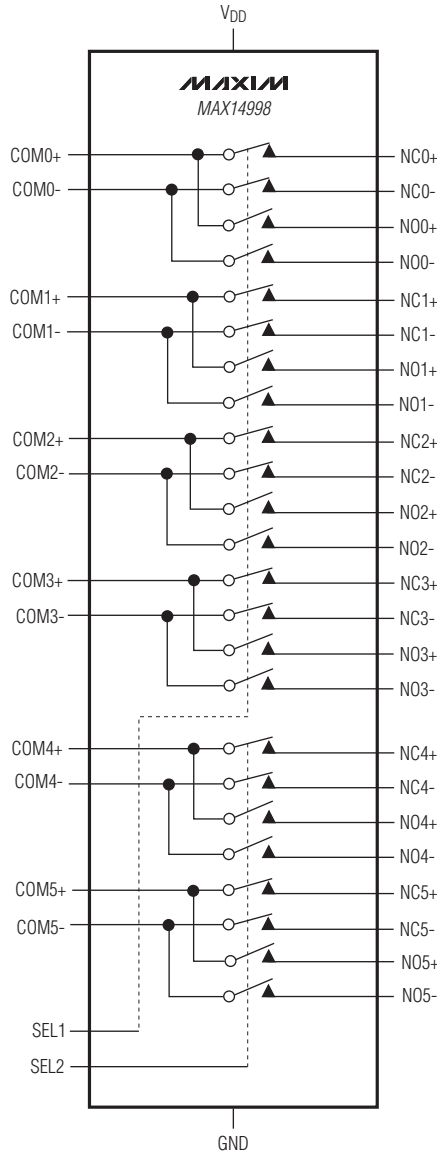 VDD
MAXIM
MAX14998
COM0+
NC0+
COM0-
NC0-
NO0+
NO0-
COM1+
NC1+
COM1-
NC1-
NO1+
NO1-
COM2+
NC2+
COM2-
NC2-
NO2+
NO2-
COM3+
NC3+
COM3-
NC3-
NO3+
NO3-
COM4+
NC4+
COM4-
NC4-
NO4+
NO4-
COM5+
NC5+
COM5-
NC5-
NO5+
NO5-
SEL1
SEL2
GND